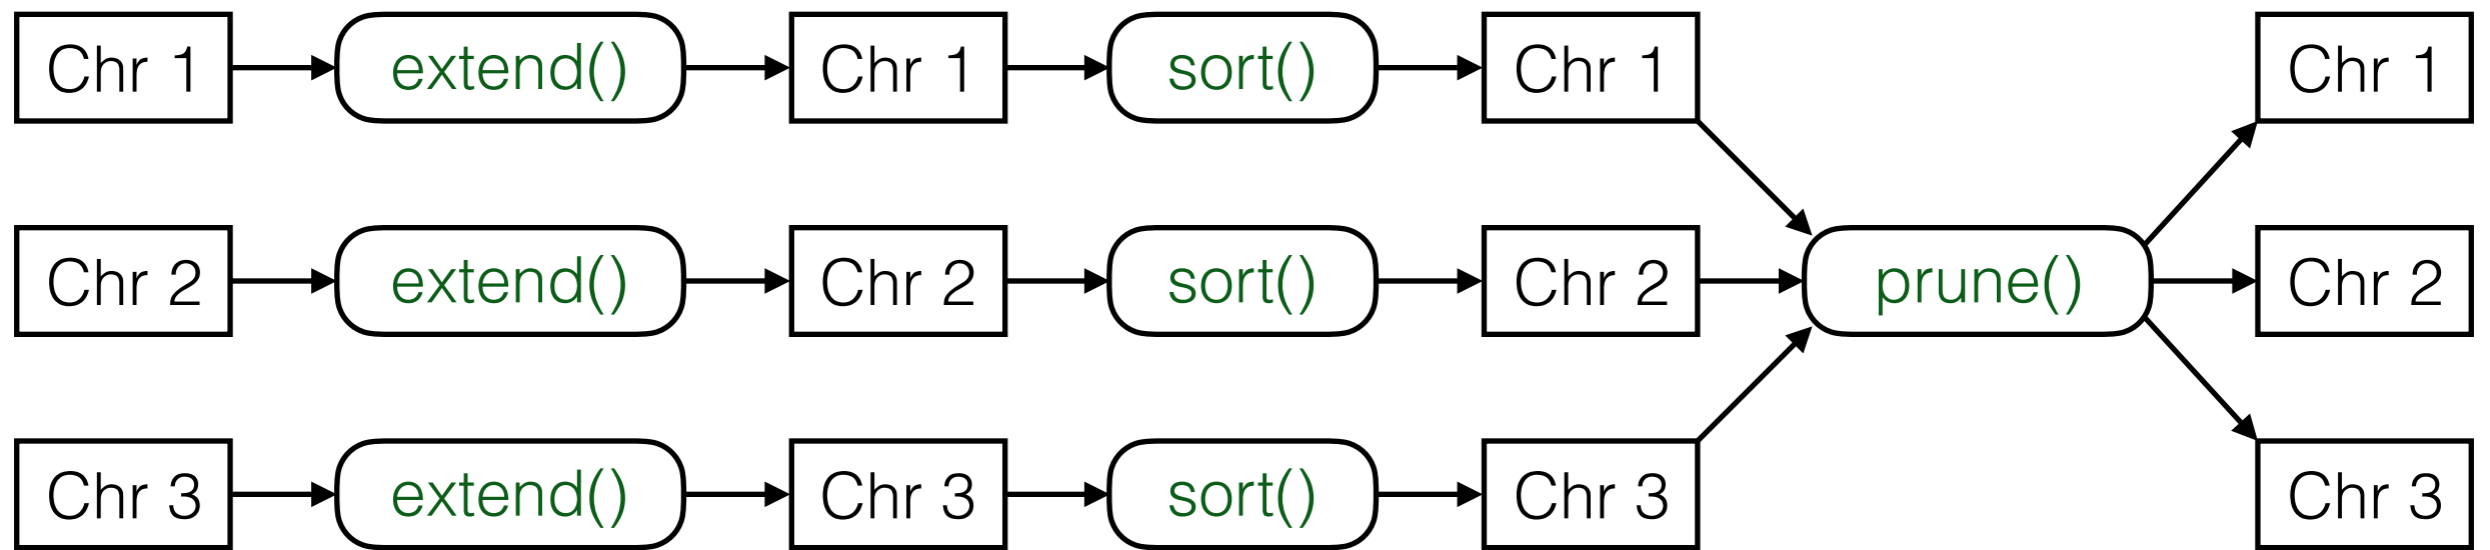 Chr 1 extend() Chr 1 sort() Chr 1 Chr 1
Chr 2 extend() Chr 2 sort() Chr 2 prune() Chr 2
Chr 3 extend() Chr 3 sort() Chr 3 Chr 3